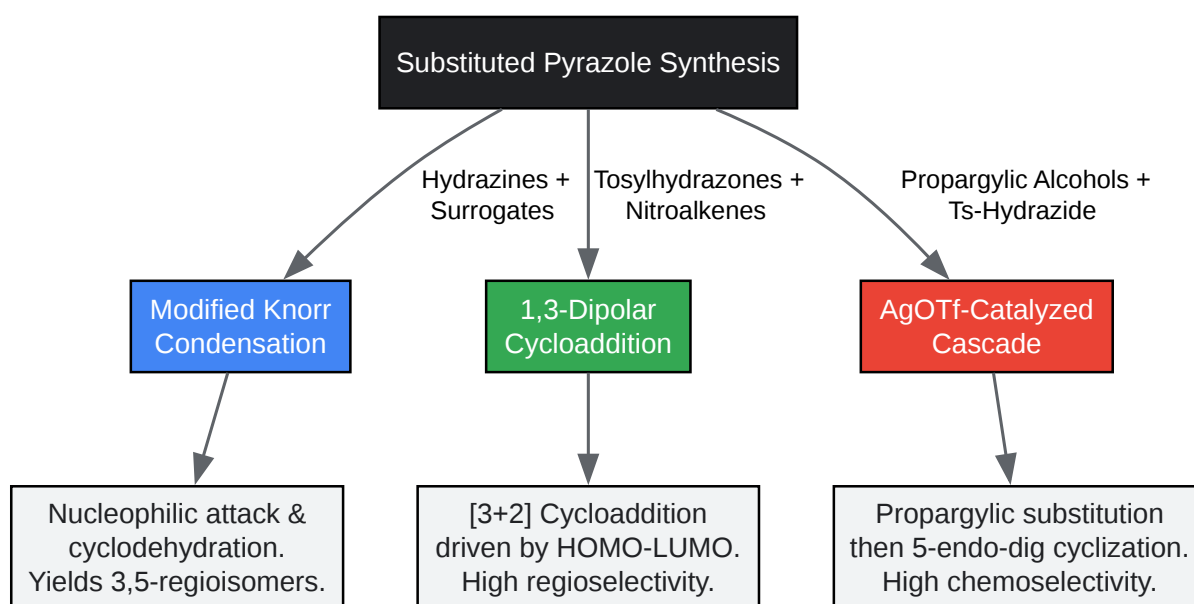 Substituted Pyrazole Synthesis
Hydrazines +
Surrogates
Tosylhydrazones +
Nitroalkenes
Propargylic Alcohols +
Ts-Hydrazide
Modified Knorr
Condensation
1,3-Dipolar
Cycloaddition
AgOTf-Catalyzed
Cascade
Nucleophilic attack &
cyclodehydration.
Yields 3,5-regioisomers.
[3+2] Cycloaddition
driven by HOMO-LUMO.
High regioselectivity.
Propargylic substitution
then 5-endo-dig cyclization.
High chemoselectivity.